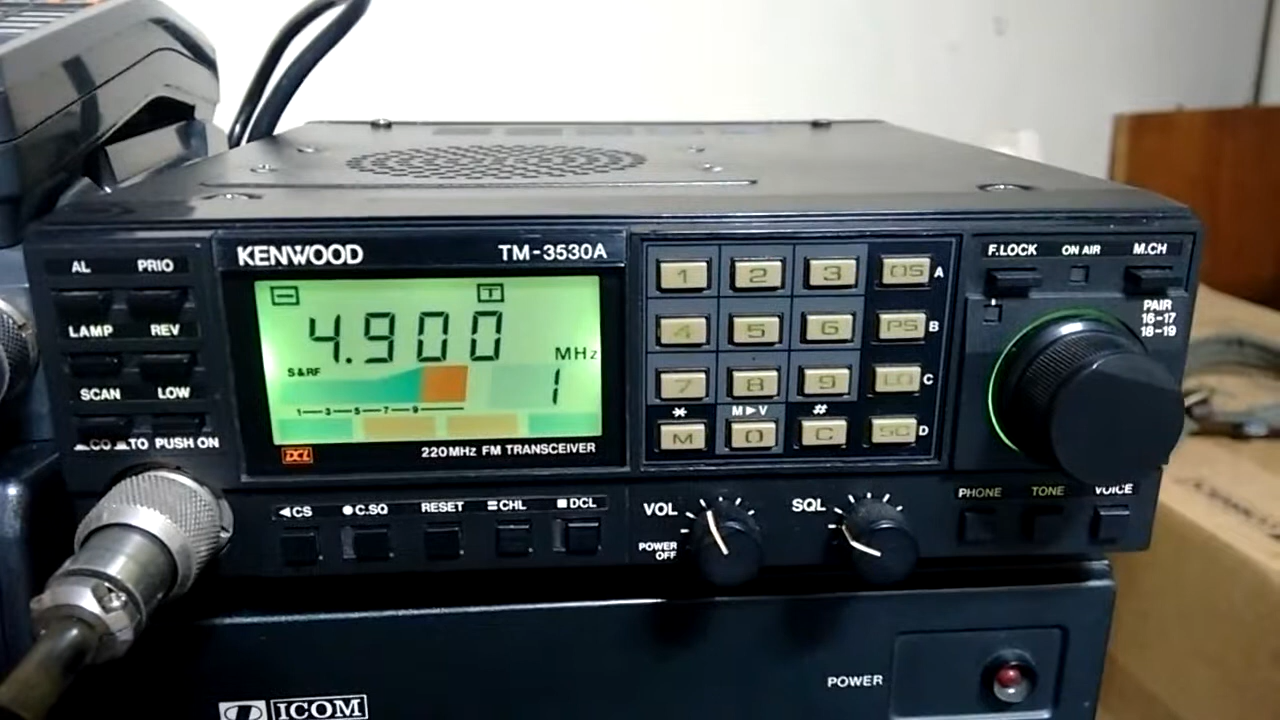 KENWOOD TM-3530A
AL PRIO
LAMP REV
SCAN LOW
CO TO PUSH ON
T
4.900 MHz
S&RF
1
1 3 5 7 9
DCL
220MHz FM TRANSCEIVER
1 2 3 OS A
4 5 6 PS B
7 8 9 LO C
* M►V #
M 0 C SC D
F.LOCK ON AIR M.CH
PAIR
16-17
18-19
◄CS ●C.SQ RESET CHL ■DCL
VOL
POWER
OFF
SQL
PHONE TONE VOICE
POWER
ICOM